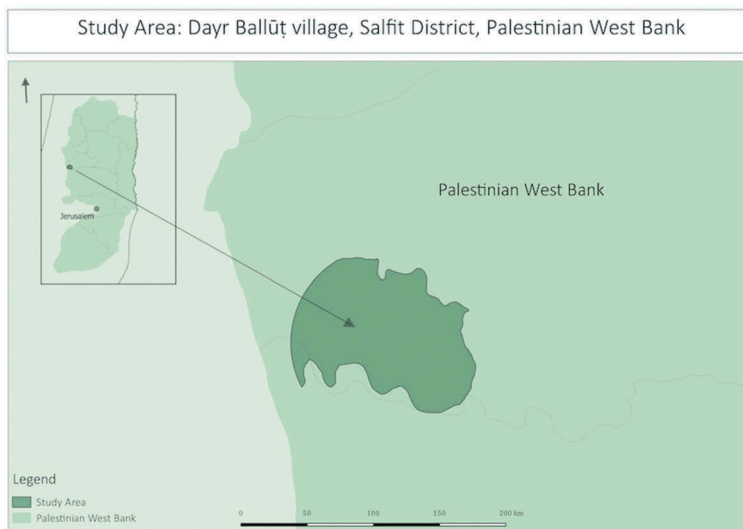 Study Area: Dayr Ballūṭ village, Salfit District, Palestinian West Bank
Palestinian West Bank
Jerusalem
Legend
Study Area
Palestinian West Bank
0 50 100 150 200 km